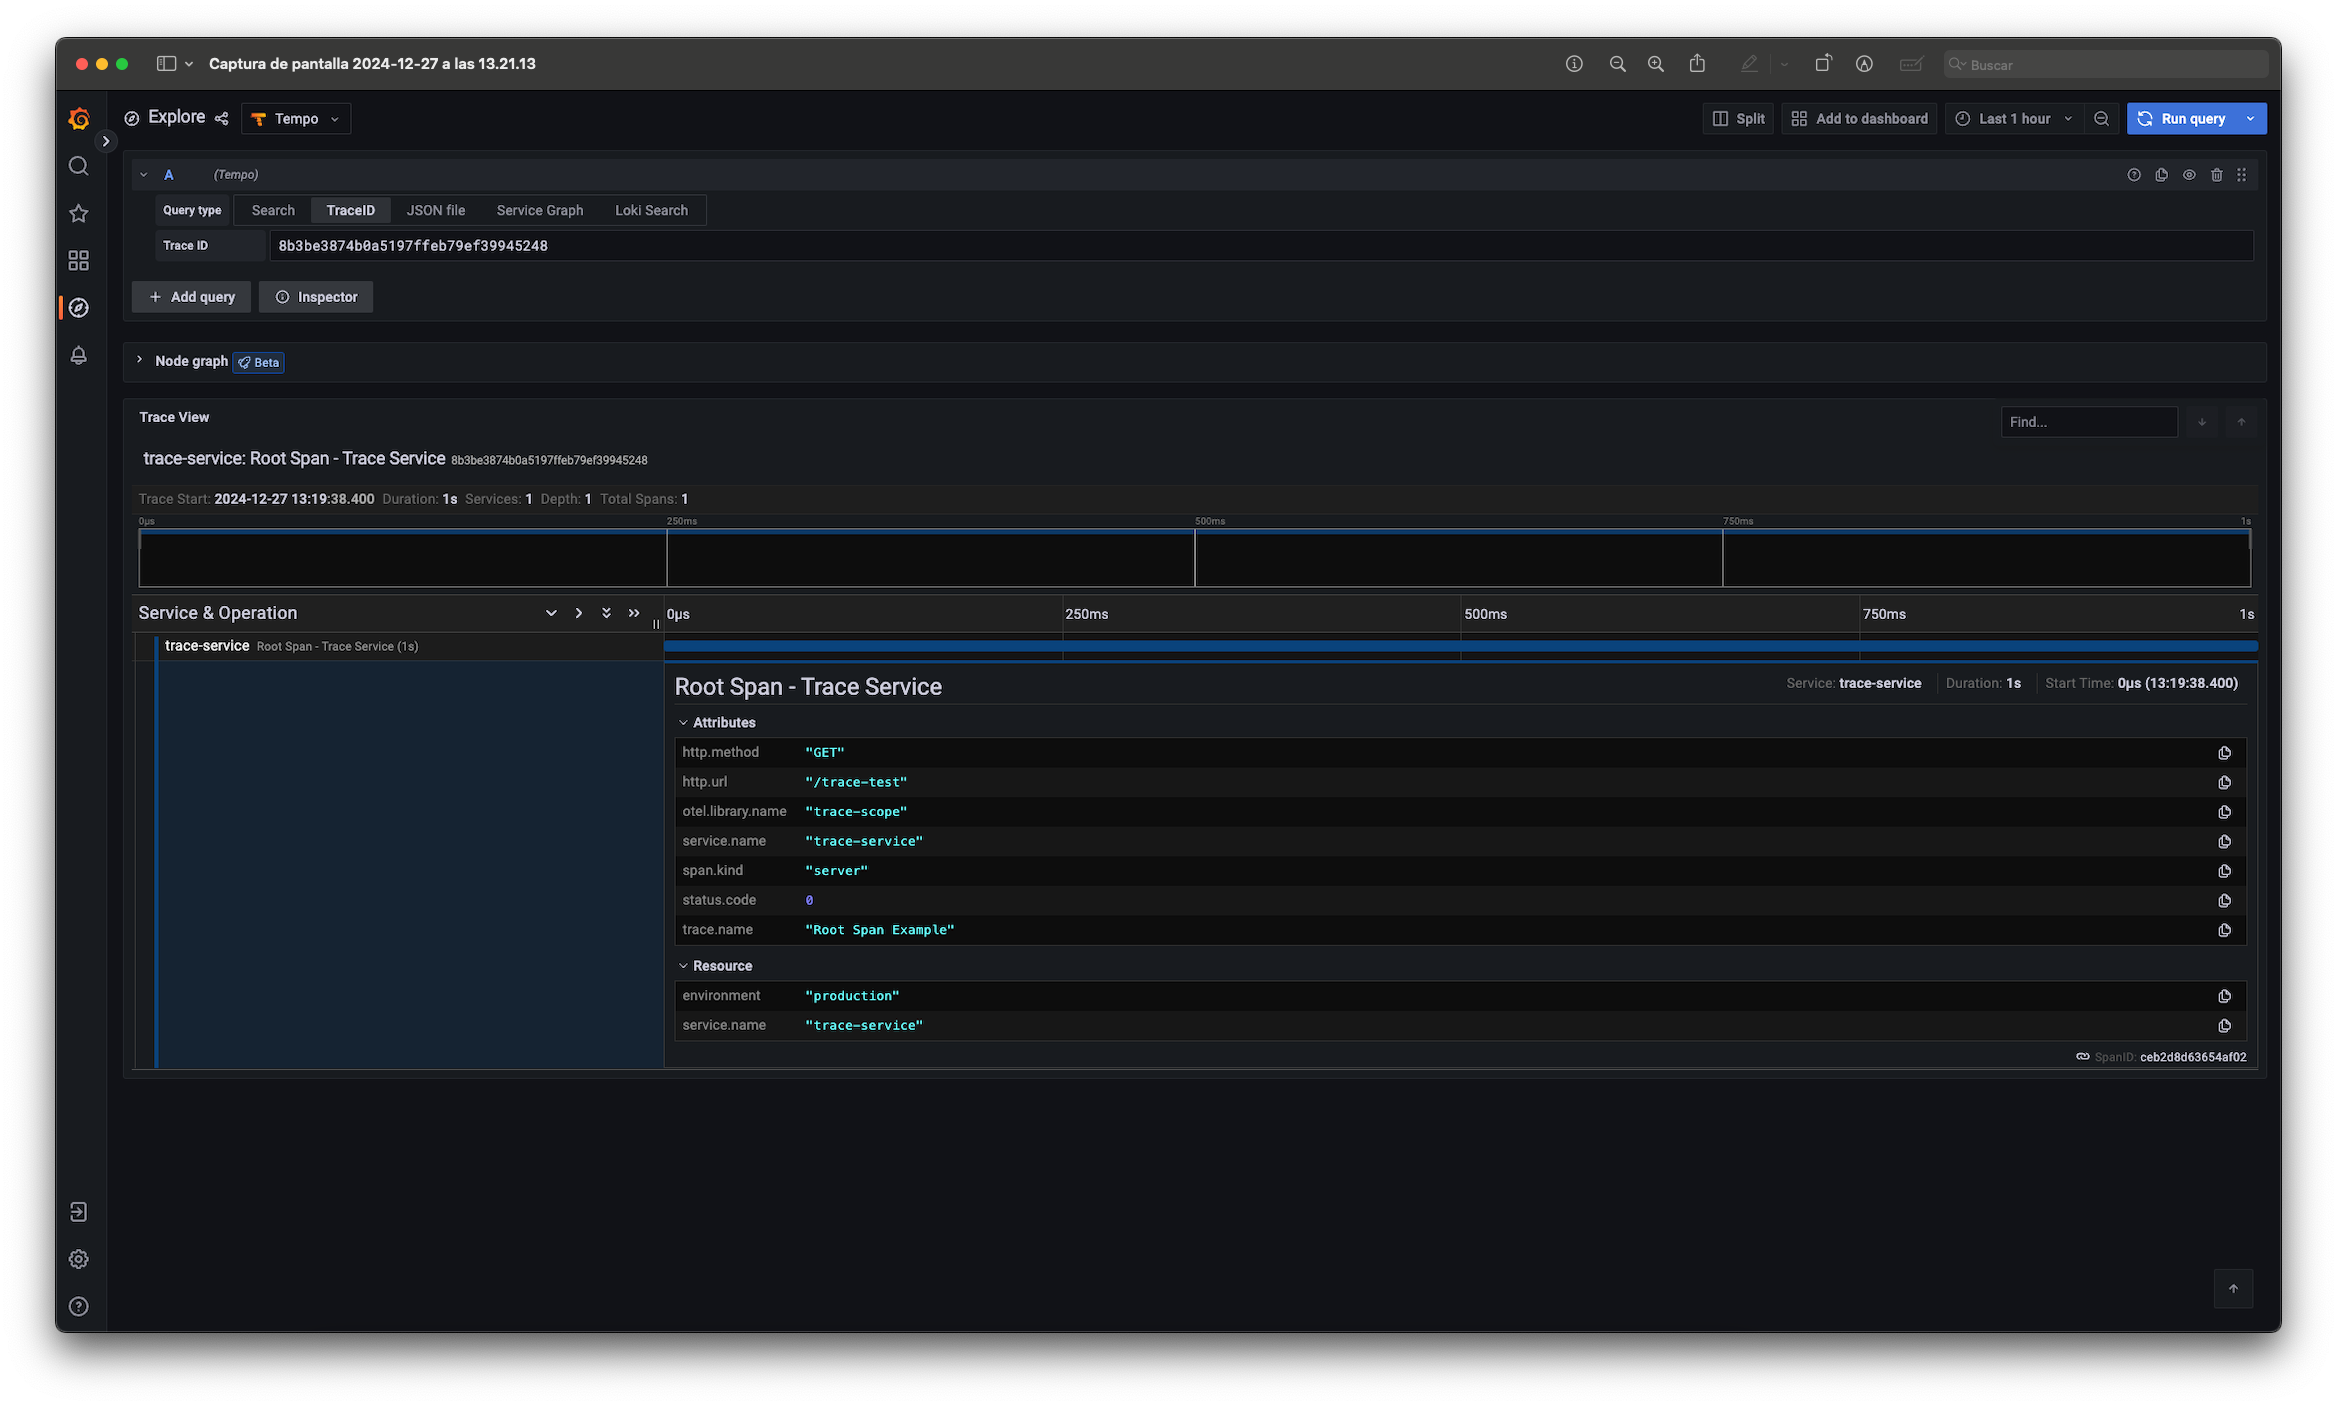 Captura de pantalla 2024-12-27 a las 13.21.13
Buscar
Explore
Tempo
Split
Add to dashboard
Last 1 hour
Run query
A (Tempo)
Query type Search TraceID JSON file Service Graph Loki Search
Trace ID 8b3be3874b0a5197ffeb79ef39945248
+ Add query
Inspector
Node graph Beta
Trace View
Find...
trace-service: Root Span - Trace Service 8b3be3874b0a5197ffeb79ef39945248
Trace Start: 2024-12-27 13:19:38.400 Duration: 1s Services: 1 Depth: 1 Total Spans: 1
0μs 250ms 500ms 750ms 1s
Service & Operation 0μs 250ms 500ms 750ms 1s
trace-service Root Span - Trace Service (1s)
Root Span - Trace Service Service: trace-service Duration: 1s Start Time: 0μs (13:19:38.400)
Attributes
http.method "GET"
http.url "/trace-test"
otel.library.name "trace-scope"
service.name "trace-service"
span.kind "server"
status.code 0
trace.name "Root Span Example"
Resource
environment "production"
service.name "trace-service"
SpanID: ceb2d8d63654af02